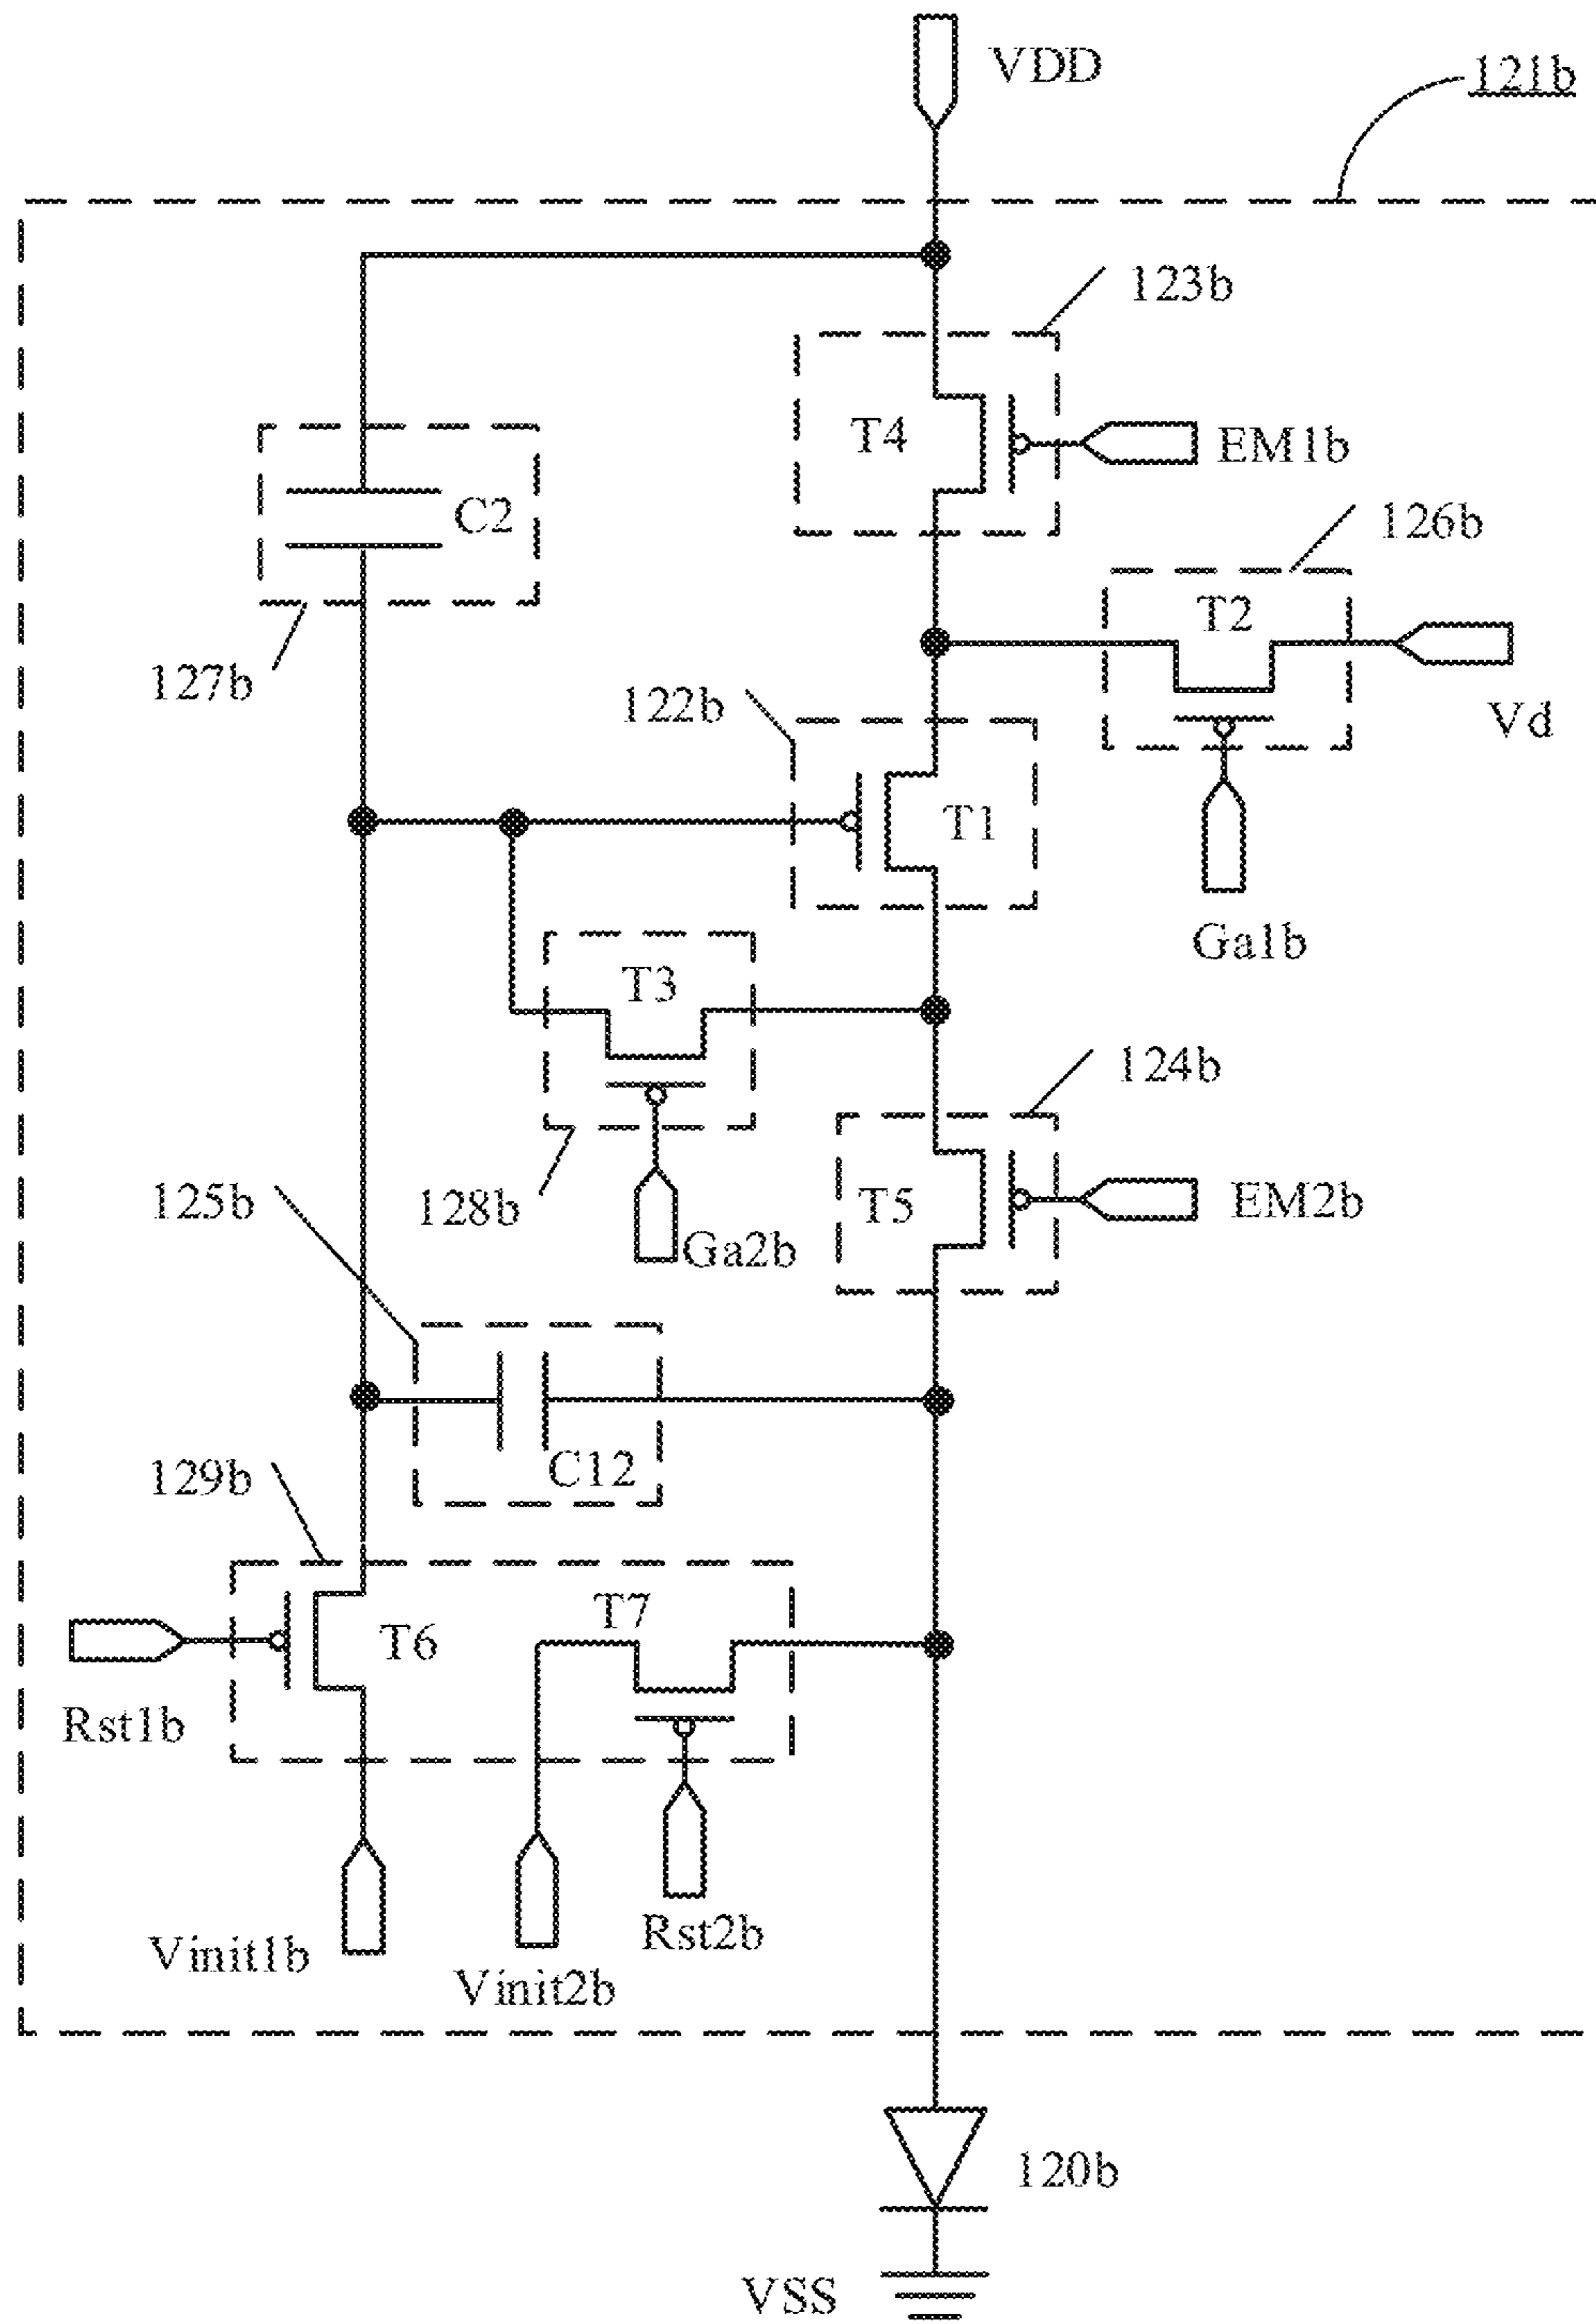 VDD
121b
123b
T4
EM1b
C2
126b
T2
127b
122b
Vd
T1
Ga1b
T3
124b
125b
128b
T5
EM2b
Ga2b
C12
129b
T7
T6
Rst1b
Rst2b
Vinit1b
Vinit2b
120b
VSS